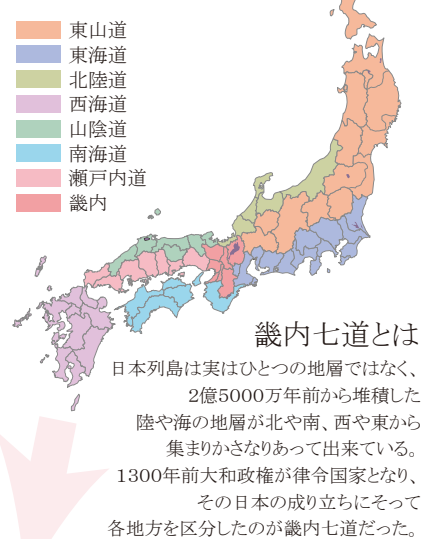 東山道
東海道
北陸道
西海道
山陰道
南海道
瀬戸内道
畿内
畿内七道とは
日本列島は実はひとつの地層ではなく、
2億5000万年前から堆積した
陸や海の地層が北や南、西や東から
集まりかさなりあって出来ている。
1300年前大和政権が律令国家となり、
その日本の成り立ちにそって
各地方を区分したのが畿内七道だった。